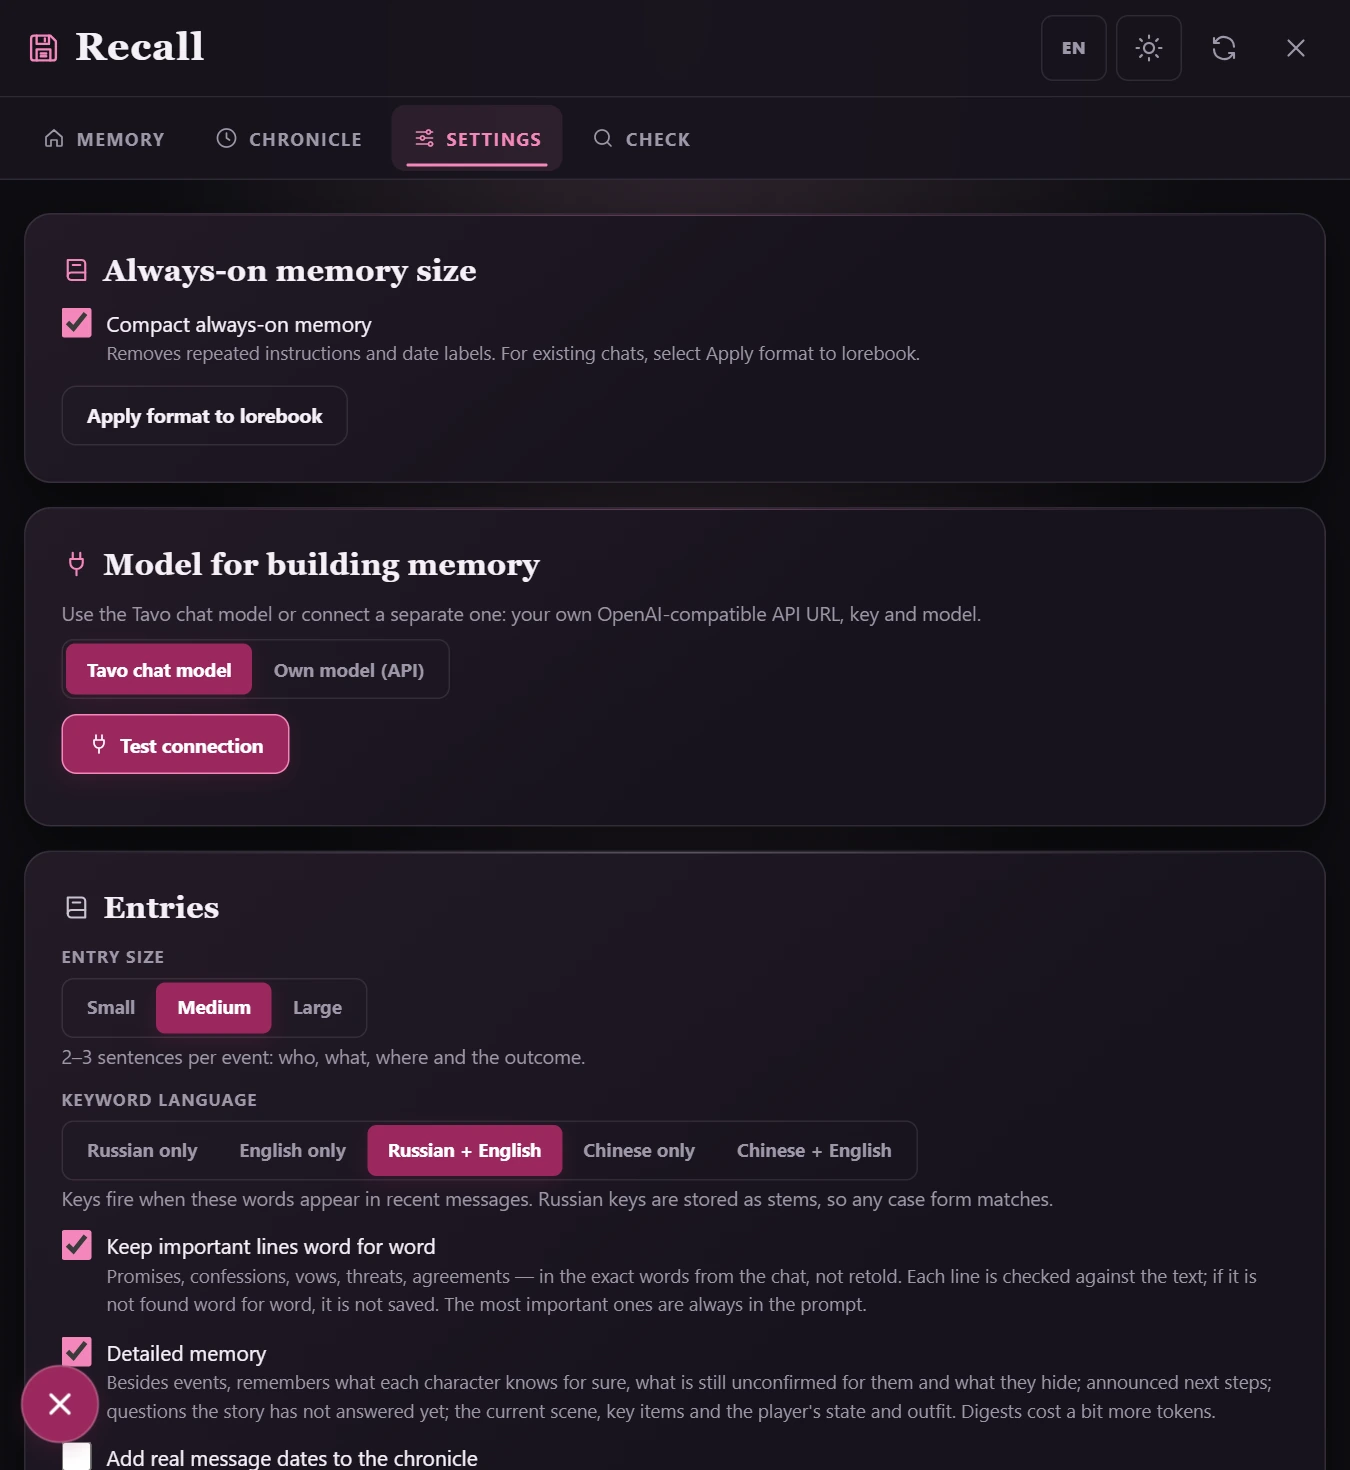 Recall
EN
MEMORY
CHRONICLE
SETTINGS
CHECK
Always-on memory size
Compact always-on memory
Removes repeated instructions and date labels. For existing chats, select Apply format to lorebook.
Apply format to lorebook
Model for building memory
Use the Tavo chat model or connect a separate one: your own OpenAI-compatible API URL, key and model.
Tavo chat model
Own model (API)
Test connection
Entries
ENTRY SIZE
Small
Medium
Large
2–3 sentences per event: who, what, where and the outcome.
KEYWORD LANGUAGE
Russian only
English only
Russian + English
Chinese only
Chinese + English
Keys fire when these words appear in recent messages. Russian keys are stored as stems, so any case form matches.
Keep important lines word for word
Promises, confessions, vows, threats, agreements — in the exact words from the chat, not retold. Each line is checked against the text; if it is
not found word for word, it is not saved. The most important ones are always in the prompt.
Detailed memory
Besides events, remembers what each character knows for sure, what is still unconfirmed for them and what they hide; announced next steps;
questions the story has not answered yet; the current scene, key items and the player's state and outfit. Digests cost a bit more tokens.
Add real message dates to the chronicle